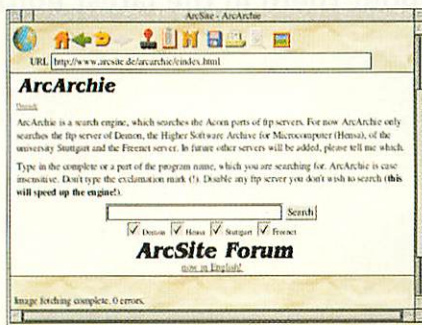 ArcSite - ArcArchie
URL http://www.arcsite.de/arcarchie/eindex.html
ArcArchie
ArcArchie is a search engine, which searches the Acorn parts of ftp servers. For now ArcArchie only
searches the ftp server of Demon, the Higher Software Archive for Microcomputer (Hensa), of the
university Stuttgart and the Freenet server. In future other servers will be added, please tell me which.
Type in the complete or a part of the program name, which you are searching for. ArcArchie is case
insensitive. Don't type the exclamation mark (!). Disable any ftp server you don't wish to search (this
will speed up the engine!).
Search
Demon Hensa Stuttgart Freenet
ArcSite Forum
now in English!
Image fetching complete, 0 errors.